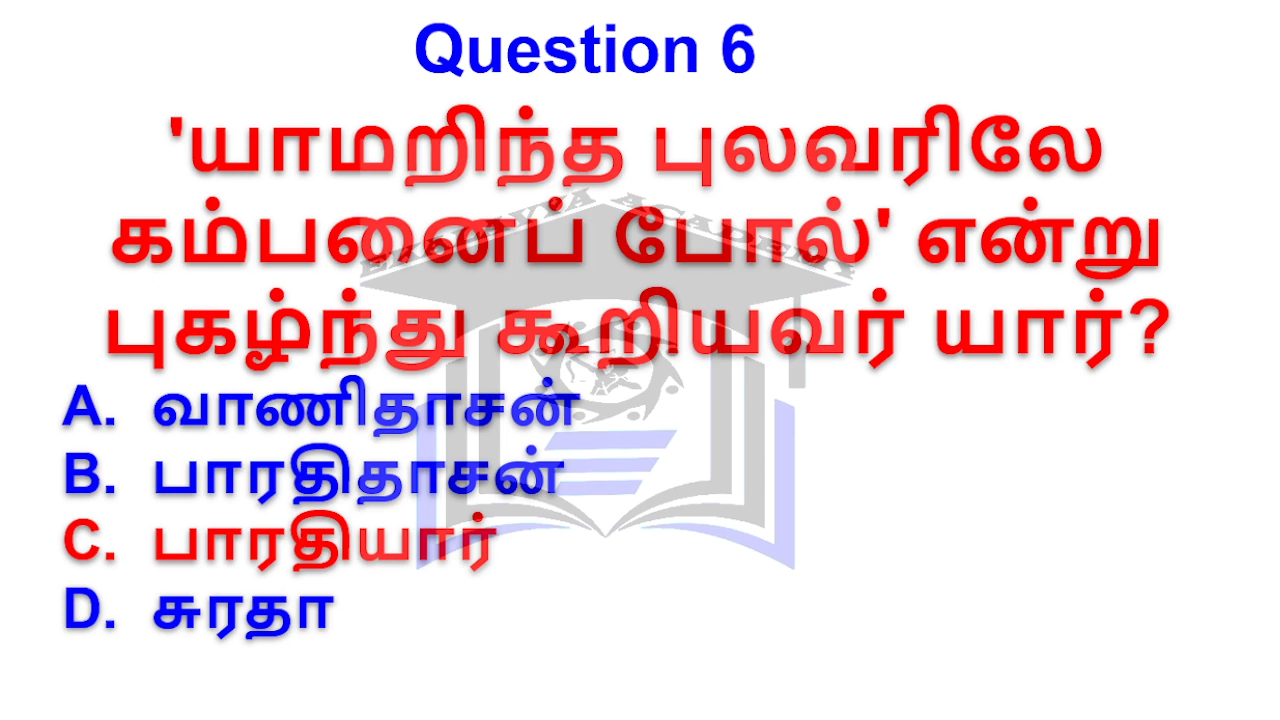 Question 6
'யாமறிந்த புலவரிலே
கம்பனைப் போல்' என்று
புகழ்ந்து கூறியவர் யார்?
A. வாணிதாசன்
B. பாரதிதாசன்
C. பாரதியார்
D. சுரதா